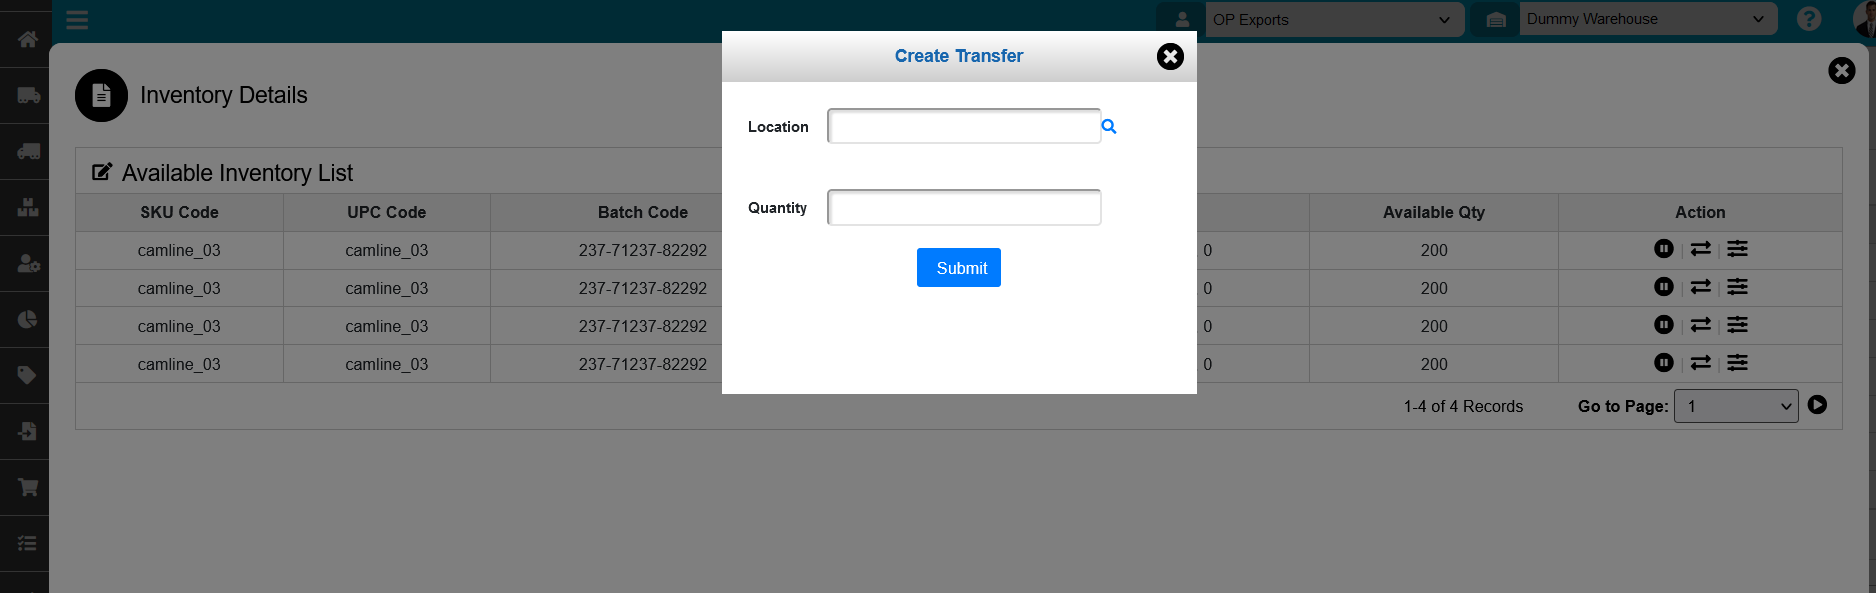 OP Exports
Dummy Warehouse
Create Transfer
Inventory Details
Location
Quantity
Submit
Available Inventory List
SKU Code UPC Code Batch Code Available Qty Action
camline_03 camline_03 237-71237-82292 0 200
camline_03 camline_03 237-71237-82292 0 200
camline_03 camline_03 237-71237-82292 0 200
camline_03 camline_03 237-71237-82292 0 200
1-4 of 4 Records Go to Page: 1